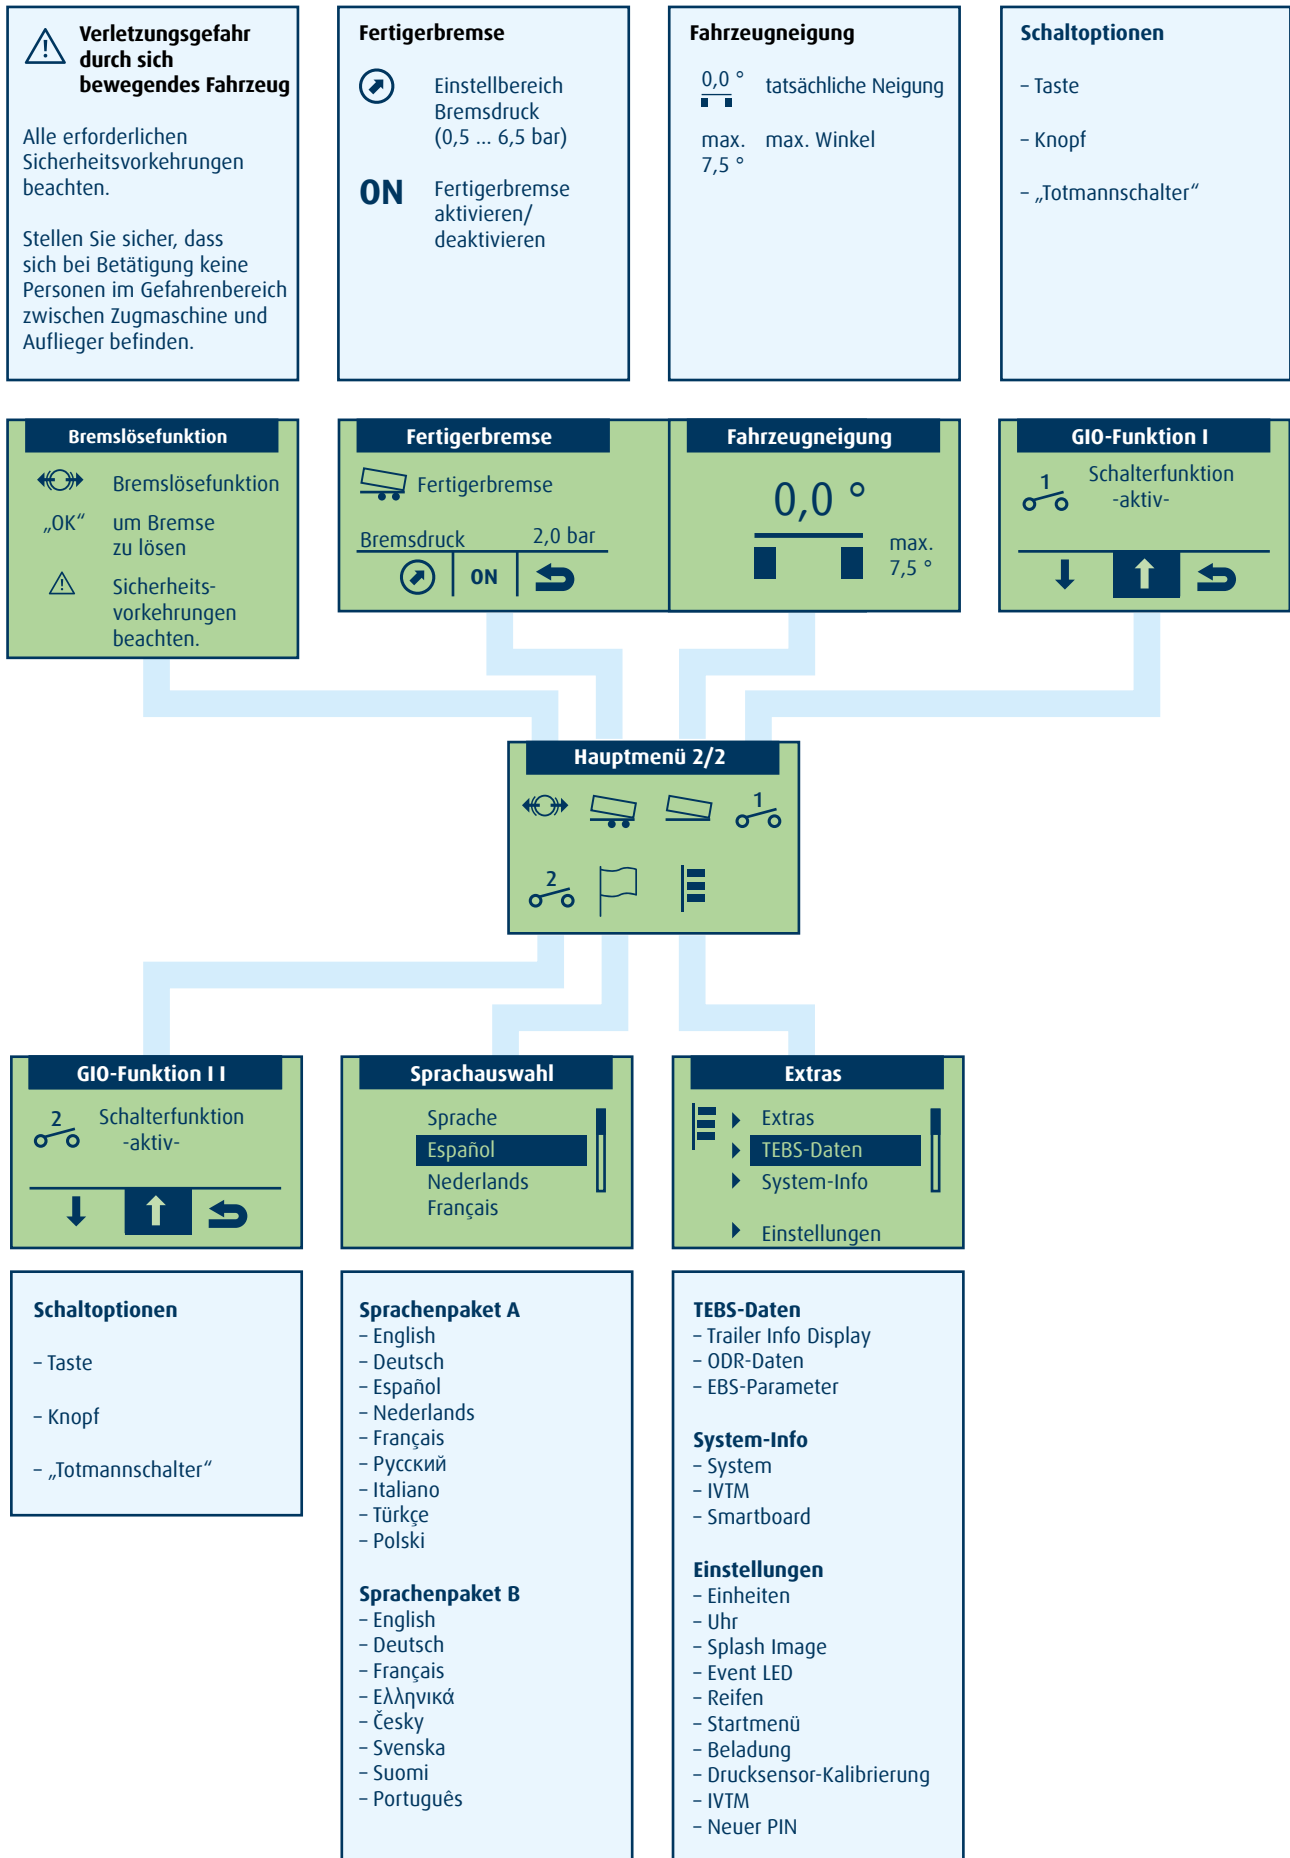 Verletzungsgefahr
durch sich
bewegendes Fahrzeug
Alle erforderlichen
Sicherheitsvorkehrungen
beachten.
Stellen Sie sicher, dass
sich bei Betätigung keine
Personen im Gefahrenbereich
zwischen Zugmaschine und
Auflieger befinden.
Fertigerbremse
Einstellbereich
Bremsdruck
(0,5 ... 6,5 bar)
ON Fertigerbremse
aktivieren/
deaktivieren
Fahrzeugneigung
0,0 ° tatsächliche Neigung
max. max. Winkel
7,5 °
Schaltoptionen
– Taste
– Knopf
– „Totmannschalter“
Bremslösefunktion
Bremslösefunktion
„OK“ um Bremse
zu lösen
Sicherheits-
vorkehrungen
beachten.
Fertigerbremse
Fertigerbremse
Bremsdruck 2,0 bar
ON
Fahrzeugneigung
0,0 °
max.
7,5 °
GIO-Funktion I
1 Schalterfunktion
-aktiv-
Hauptmenü 2/2
1
2
GIO-Funktion I I
2 Schalterfunktion
-aktiv-
Sprachauswahl
Sprache
Español
Nederlands
Français
Extras
Extras
TEBS-Daten
System-Info
Einstellungen
Schaltoptionen
– Taste
– Knopf
– „Totmannschalter“
Sprachenpaket A
– English
– Deutsch
– Español
– Nederlands
– Français
– Русский
– Italiano
– Türkçe
– Polski
Sprachenpaket B
– English
– Deutsch
– Français
– Ελληνικά
– Česky
– Svenska
– Suomi
– Português
TEBS-Daten
– Trailer Info Display
– ODR-Daten
– EBS-Parameter
System-Info
– System
– IVTM
– Smartboard
Einstellungen
– Einheiten
– Uhr
– Splash Image
– Event LED
– Reifen
– Startmenü
– Beladung
– Drucksensor-Kalibrierung
– IVTM
– Neuer PIN